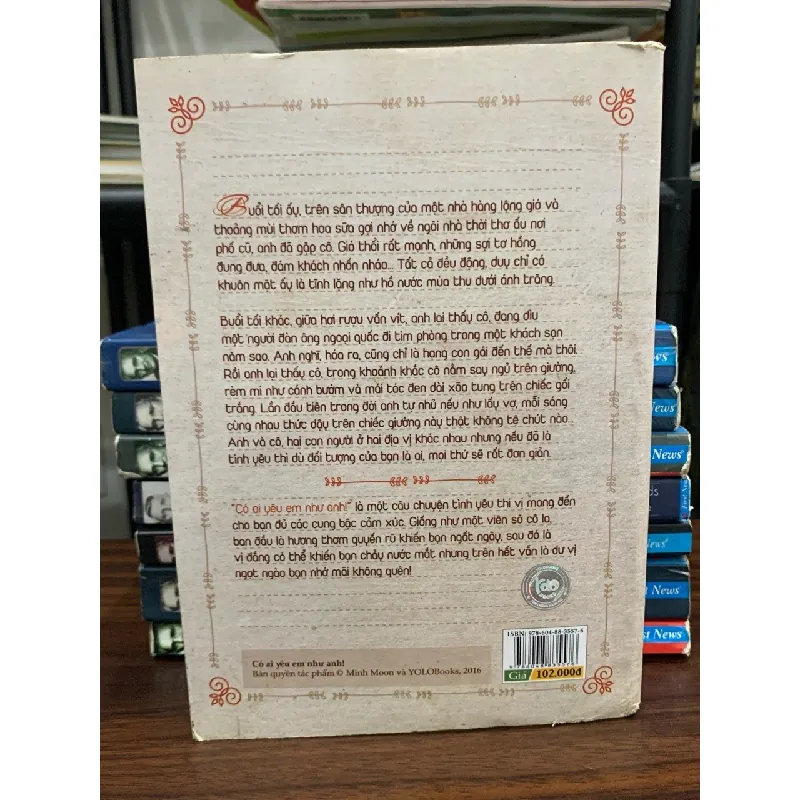 Buổi tối ấy, trên sân thượng của một nhà hàng lộng gió và
thoảng mùi thơm hoa sữa gợi nhớ về ngôi nhà thời thơ ấu nơi
phố cũ, anh đã gặp cô. Gió thổi rất mạnh, những sợi tơ hồng
đung đưa, đám khách nhốn nháo... Tất cả đều động, duy chỉ có
khuôn mặt ấy là tĩnh lặng như hồ nước mùa thu dưới ánh trăng.
Buổi tối khác, giữa hơi rượu vấn vít, anh lại thấy cô, đang dìu
một người đàn ông ngoại quốc đi tìm phòng trong một khách sạn
năm sao. Anh nghĩ, hóa ra, cũng chỉ là hạng con gái đến thế mà thôi.
Rồi anh lại thấy cô, trong khoảnh khắc cô nằm say ngủ trên giường,
rèm mi như cánh bướm và mái tóc đen dài xõa tung trên chiếc gối
trắng. Lần đầu tiên trong đời anh tự nhủ nếu như lấy vợ, mỗi sáng
cùng nhau thức dậy trên chiếc giường này thật không tệ chút nào.
Anh và cô, hai con người ở hai địa vị khác nhau nhưng nếu đã là
tình yêu thì dù đối tượng của bạn là ai, mọi thứ sẽ rất đơn giản.
"Có ai yêu em như anh!" là một câu chuyện tình yêu thi vị mang đến
cho bạn đủ các cung bậc cảm xúc. Giống như một viên sô cô la,
ban đầu là hương thơm quyến rũ khiến bạn ngất ngây, sau đó là
vị đắng có thể khiến bạn chảy nước mắt nhưng trên hết vẫn là dư vị
ngọt ngào bạn nhớ mãi không quên!
Có ai yêu em như anh!
Bản quyền tác phẩm © Minh Moon và YOLOBooks, 2016
Giá 102.000đ
News
News
News
News
t News
st News